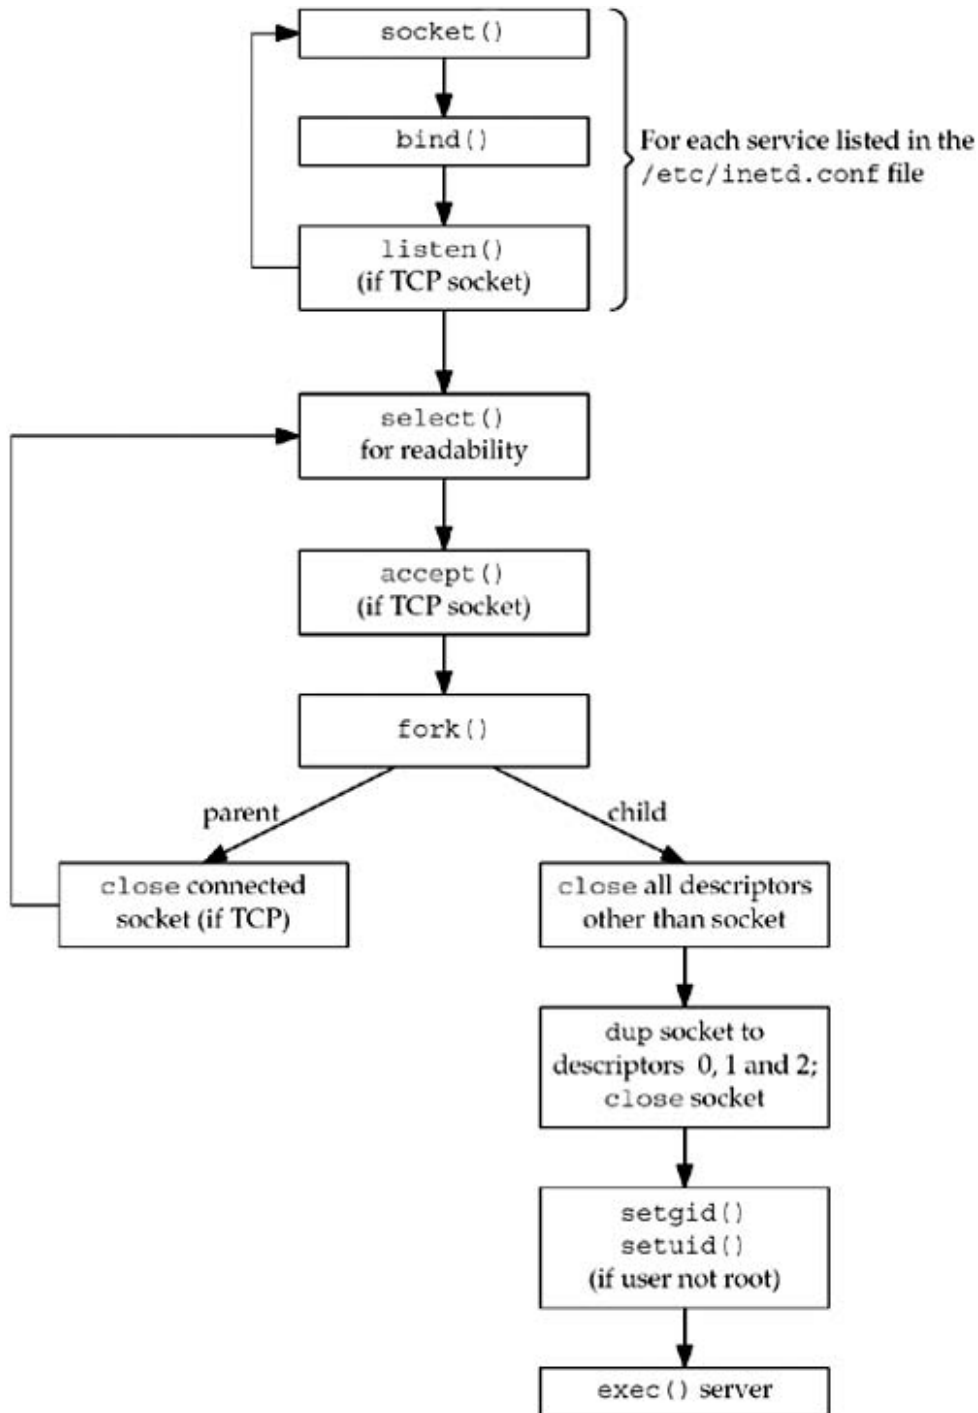 socket()
bind()
For each service listed in the
/etc/inetd.conf file
listen()
(if TCP socket)
select()
for readability
accept()
(if TCP socket)
fork()
parent
child
close connected
socket (if TCP)
close all descriptors
other than socket
dup socket to
descriptors 0, 1 and 2;
close socket
setgid()
setuid()
(if user not root)
exec() server